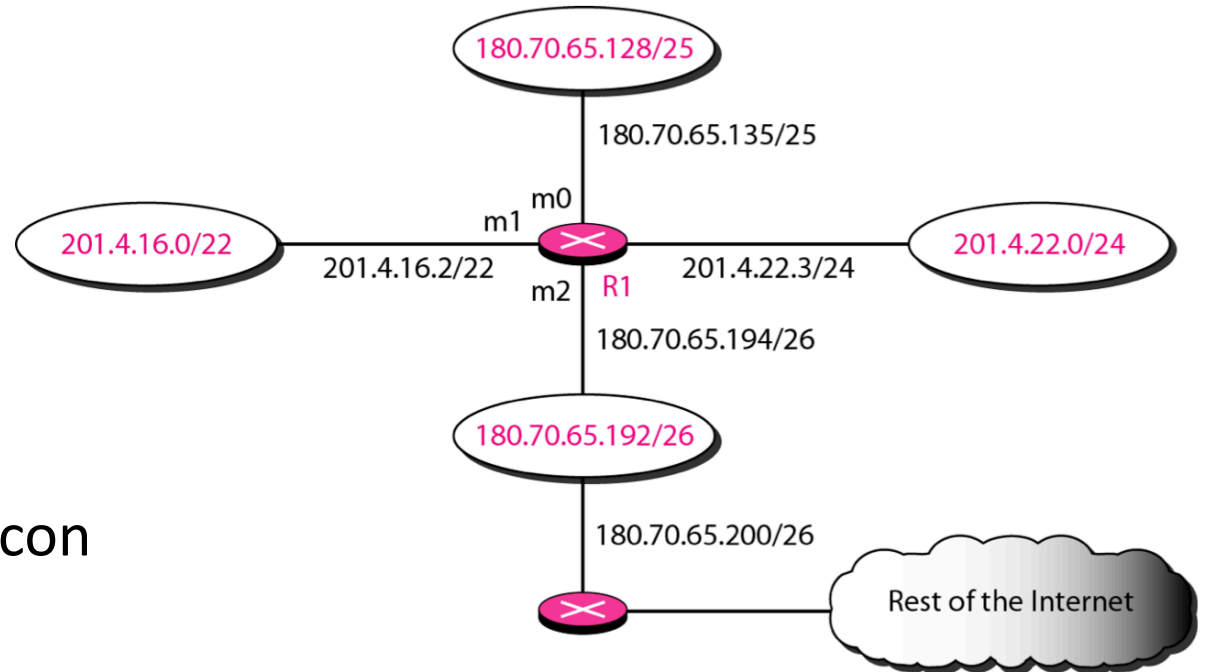 180.70.65.128/25
180.70.65.135/25
m0
m1
201.4.16.0/22
201.4.22.0/24
201.4.16.2/22
201.4.22.3/24
m2
R1
180.70.65.194/26
180.70.65.192/26
con
180.70.65.200/26
Rest of the Internet